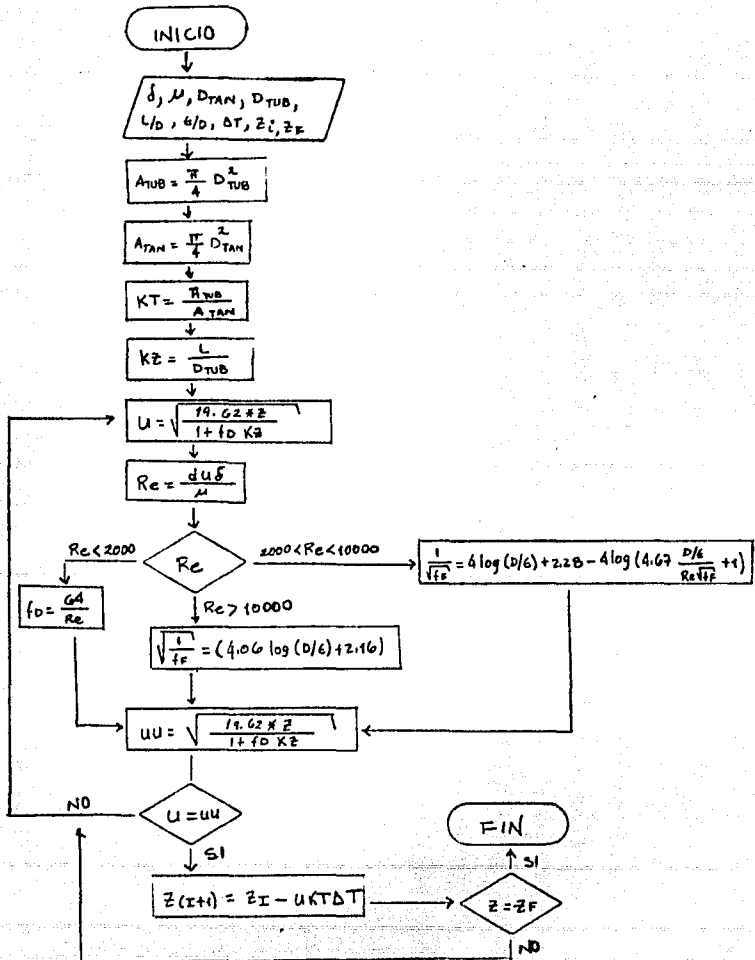 INICIO
δ, μ, DTAN, DTUB,
L/D, ϵ/D, ΔT, Zi, ZF
ATUB = π/4 D²TUB
ATAN = π/4 D²TAN
KT = ATUB/ATAN
KZ = L/DTUB
U = √(19.62*Z / 1+fD KZ)
Re = duδ/μ
Re<2000
Re
2000<Re<10000
1/√fF = 4 log (D/ϵ) + 2.28 - 4 log (4.67 D/ϵ / Re√fF + 1)
fD = 64/Re
Re>10000
√1/fF = (4.06 log (D/ϵ) + 2.16)
uu = √(19.62*Z / 1+fD KZ)
NO
U=uu
FIN
SI
SI
Z(I+1) = ZI - UKTΔT
Z=ZF
NO